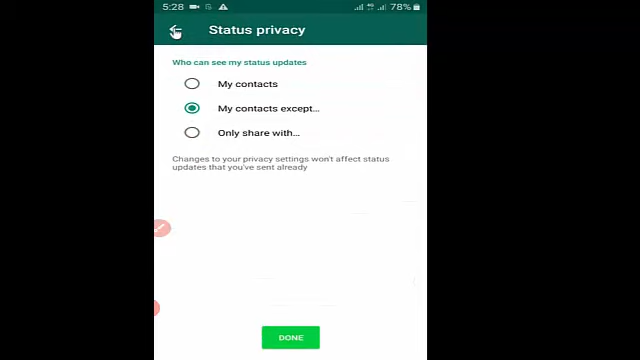 5:28 78%
Status privacy
Who can see my status updates
My contacts
My contacts except...
Only share with...
Changes to your privacy settings won't affect status
updates that you've sent already
DONE